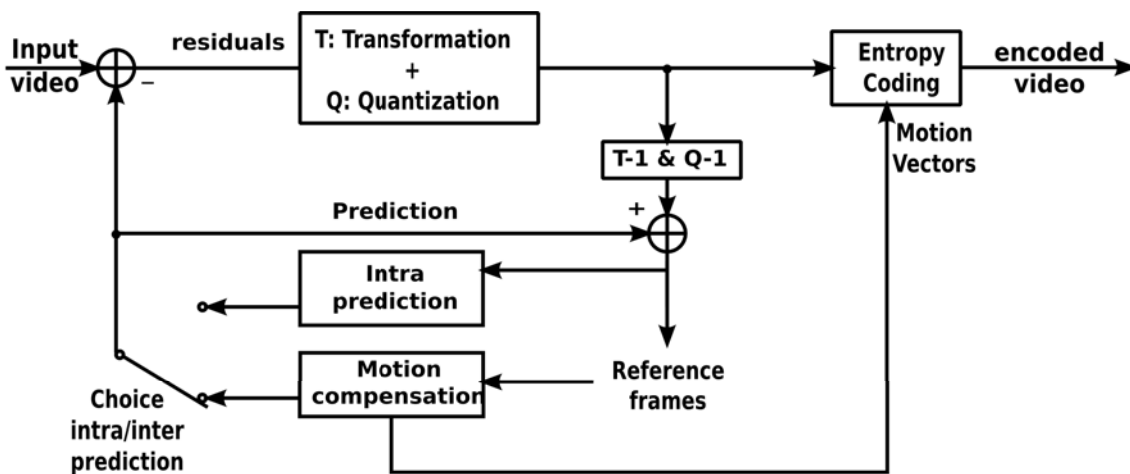 Input
video
−
residuals
T: Transformation
+
Q: Quantization
Entropy
Coding
encoded
video
Motion
Vectors
T-1 & Q-1
+
Prediction
Intra
prediction
Motion
compensation
Reference
frames
Choice
intra/inter
prediction